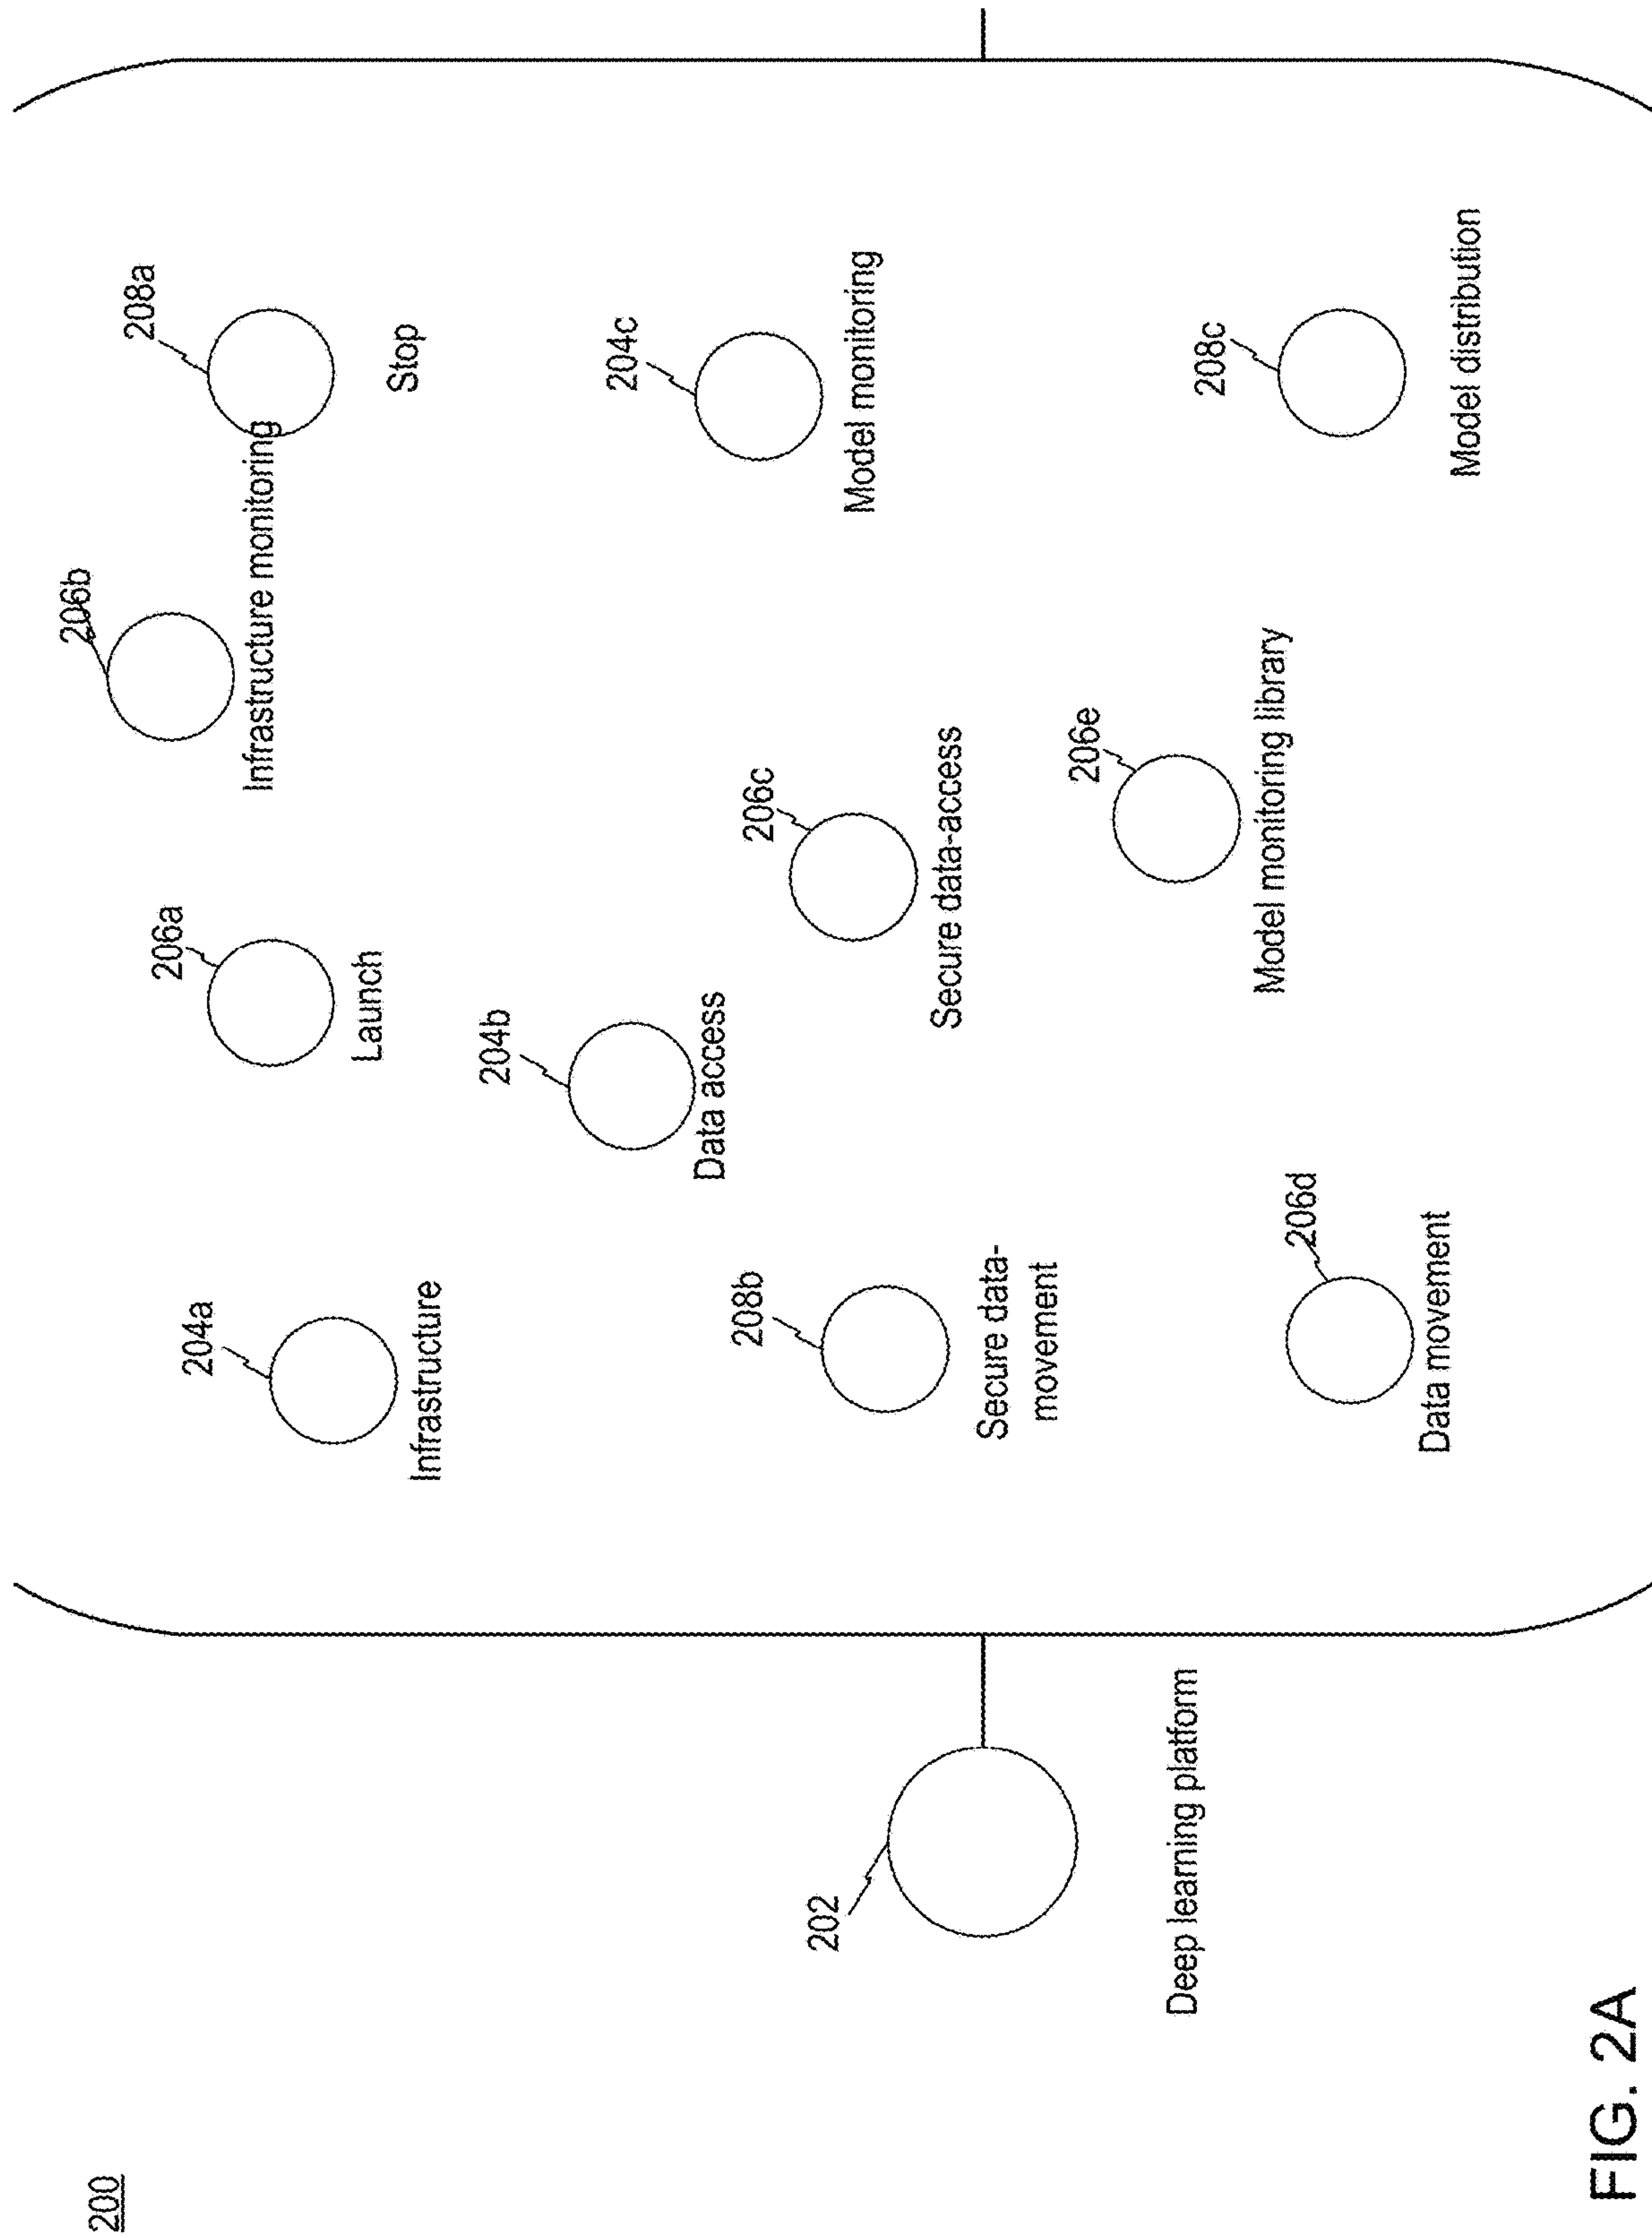 200
202
Deep learning platform
204a
Infrastructure
206a
Launch
206b
Infrastructure monitoring
208a
Stop
204b
Data access
204c
Model monitoring
208b
Secure data-
movement
206c
Secure data-access
206e
Model monitoring library
208c
Model distribution
206d
Data movement
FIG. 2A